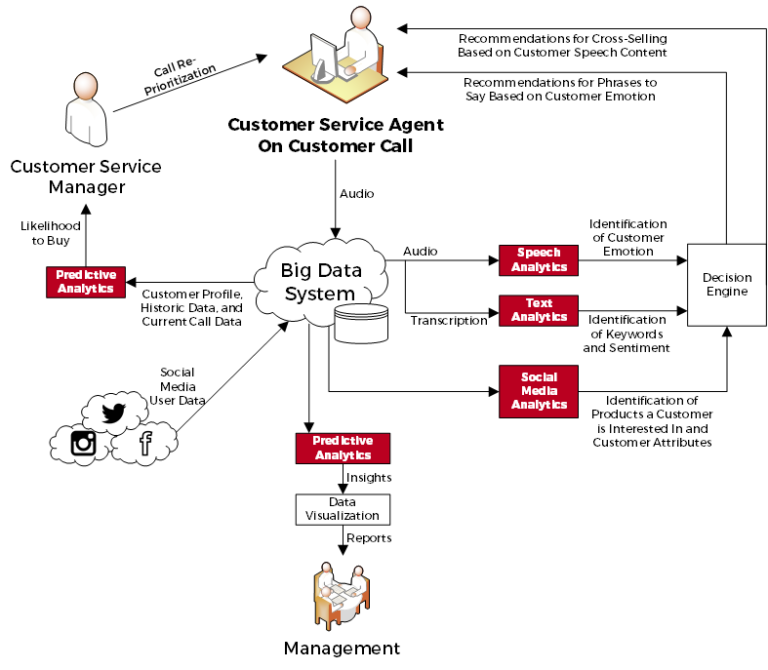 Recommendations for Cross-Selling
Based on Customer Speech Content
Call Re-
Prioritization
Recommendations for Phrases to
Say Based on Customer Emotion
Customer Service Agent
On Customer Call
Customer Service
Manager
Audio
Likelihood
to Buy
Identification
of Customer
Emotion
Audio
Speech
Analytics
Predictive
Analytics
Big Data
System
Decision
Engine
Customer Profile,
Historic Data, and
Current Call Data
Text
Analytics
Transcription
Identification
of Keywords
and Sentiment
Social
Media
User Data
Social
Media
Analytics
Identification of
Products a Customer
is Interested In and
Customer Attributes
Predictive
Analytics
Insights
Data
Visualization
Reports
Management